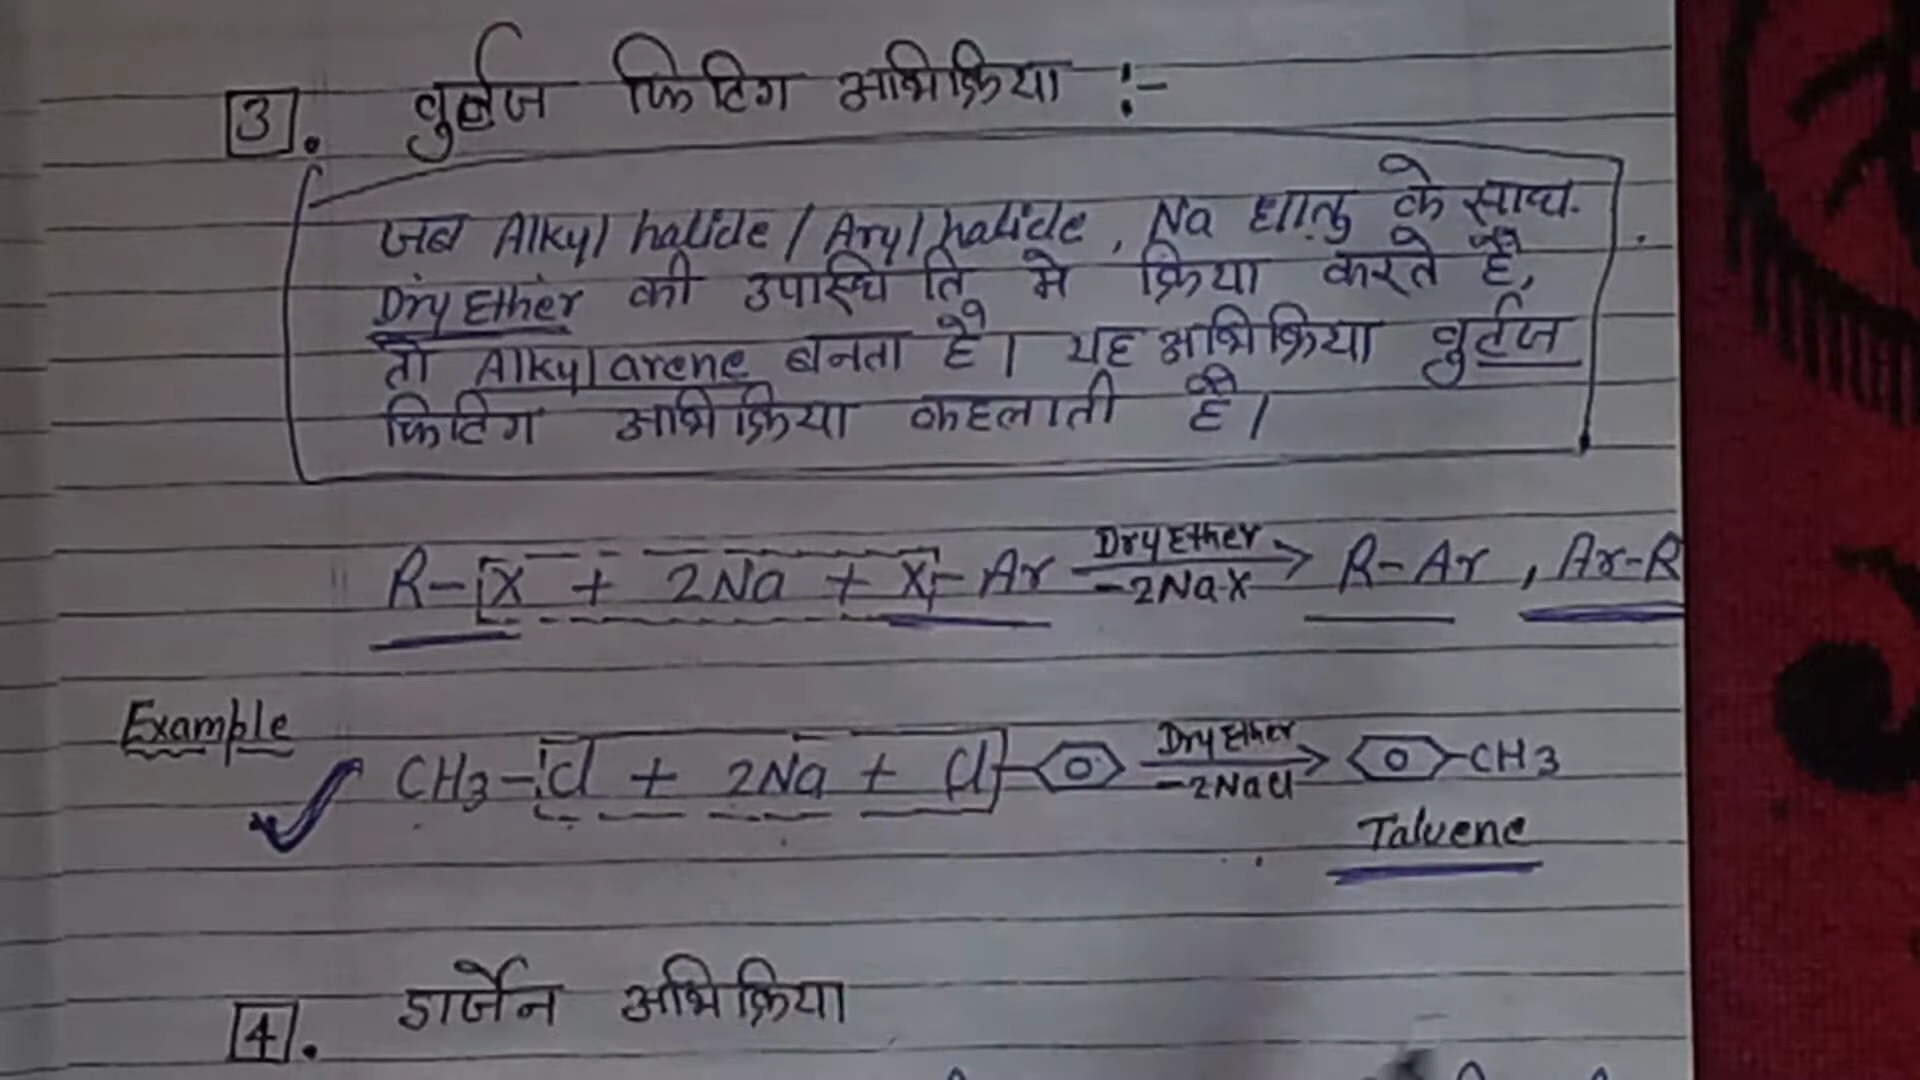 3. वुर्टज फिटिग अभिक्रिया :-
जब Alkyl halide / Aryl halide, Na धातु के साथ
Dry Ether की उपास्थि ति मे क्रिया करते है,
तो Alkyl arene बनता है। यह अभिक्रिया वुर्टज
फिटिग अभिक्रिया कहलाती है।
R-X + 2Na + X-Ar Dry Ether -2NaX → R-Ar, Ar-R
Example
CH3-Cl + 2Na + Cl- Dry Ether -2NaCl → -CH3
Taluene
4. डार्जेन अभिक्रिया